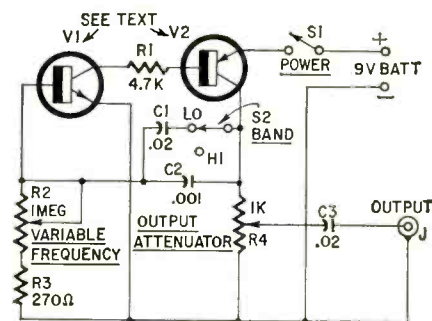 SEE TEXT
V1
V2
R1
4.7K
S1
POWER
+
9V BATT
−
C1
.02
LO
S2
BAND
HI
C2
.001
R2
1MEG
VARIABLE
FREQUENCY
OUTPUT
ATTENUATOR
1K
R4
C3
.02
OUTPUT
J
R3
270Ω